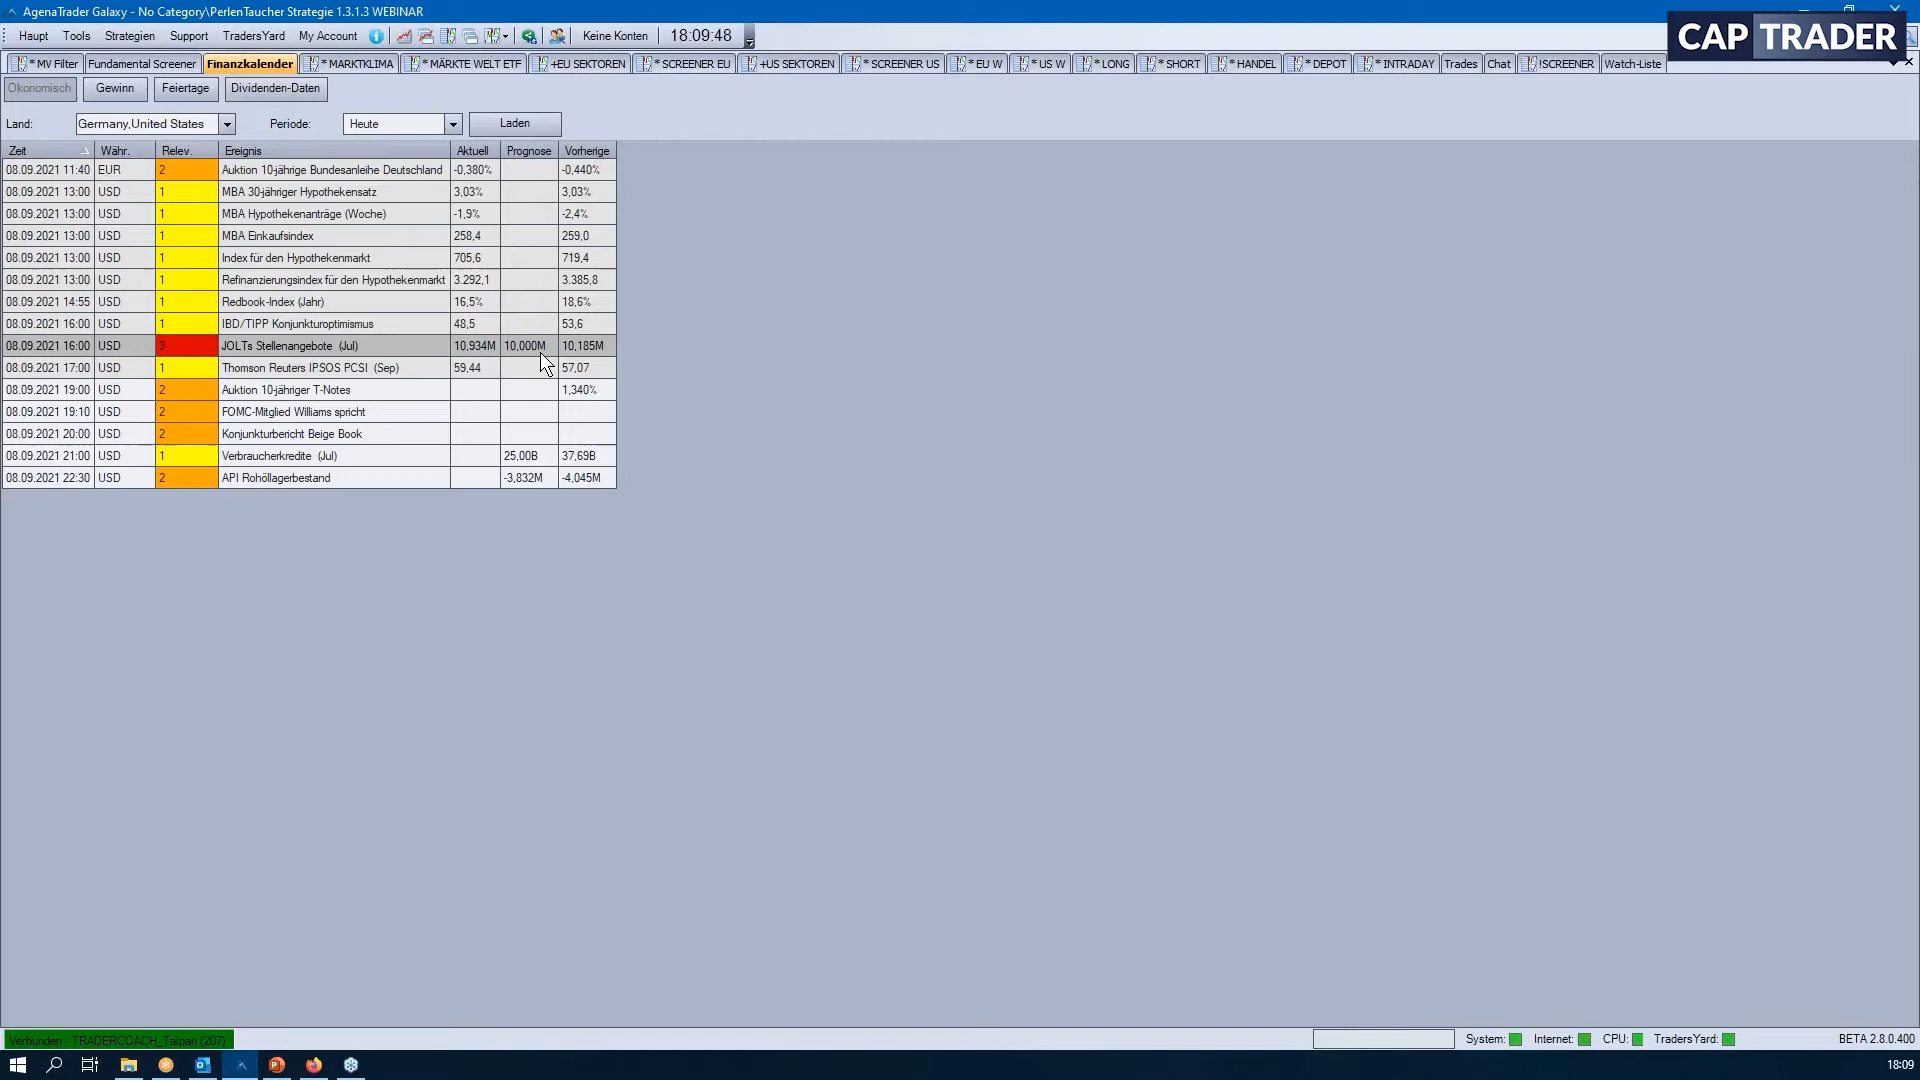 AgenaTrader Galaxy - No Category\PerlenTaucher Strategie 1.3.1.3 WEBINAR
Haupt Tools Strategien Support TradersYard My Account Keine Konten 18:09:48
CAP TRADER
* MV Filter Fundamental Screener Finanzkalender * MARKTKLIMA * MÄRKTE WELT ETF +EU SEKTOREN * SCREENER EU +US SEKTOREN * SCREENER US * EU W * US W * LONG * SHORT * HANDEL * DEPOT * INTRADAY Trades Chat !SCREENER Watch-Liste
Ökonomisch Gewinn Feiertage Dividenden-Daten
Land: Germany,United States Periode: Heute Laden
Zeit Währ. Relev. Ereignis Aktuell Prognose Vorherige
08.09.2021 11:40 EUR 2 Auktion 10-jährige Bundesanleihe Deutschland -0,380% -0,440%
08.09.2021 13:00 USD 1 MBA 30-jähriger Hypothekensatz 3,03% 3,03%
08.09.2021 13:00 USD 1 MBA Hypothekenanträge (Woche) -1,9% -2,4%
08.09.2021 13:00 USD 1 MBA Einkaufsindex 258,4 259,0
08.09.2021 13:00 USD 1 Index für den Hypothekenmarkt 705,6 719,4
08.09.2021 13:00 USD 1 Refinanzierungsindex für den Hypothekenmarkt 3.292,1 3.385,8
08.09.2021 14:55 USD 1 Redbook-Index (Jahr) 16,5% 18,6%
08.09.2021 16:00 USD 1 IBD/TIPP Konjunkturoptimismus 48,5 53,6
08.09.2021 16:00 USD 3 JOLTs Stellenangebote (Jul) 10,934M 10,000M 10,185M
08.09.2021 17:00 USD 1 Thomson Reuters IPSOS PCSI (Sep) 59,44 57,07
08.09.2021 19:00 USD 2 Auktion 10-jähriger T-Notes 1,340%
08.09.2021 19:10 USD 2 FOMC-Mitglied Williams spricht
08.09.2021 20:00 USD 2 Konjunkturbericht Beige Book
08.09.2021 21:00 USD 1 Verbraucherkredite (Jul) 25,00B 37,69B
08.09.2021 22:30 USD 2 API Rohöllagerbestand -3,832M -4,045M
Verbunden - TRADERCOACH_Taipan (207) System: Internet: CPU: TradersYard: BETA 2.8.0.400
18:09